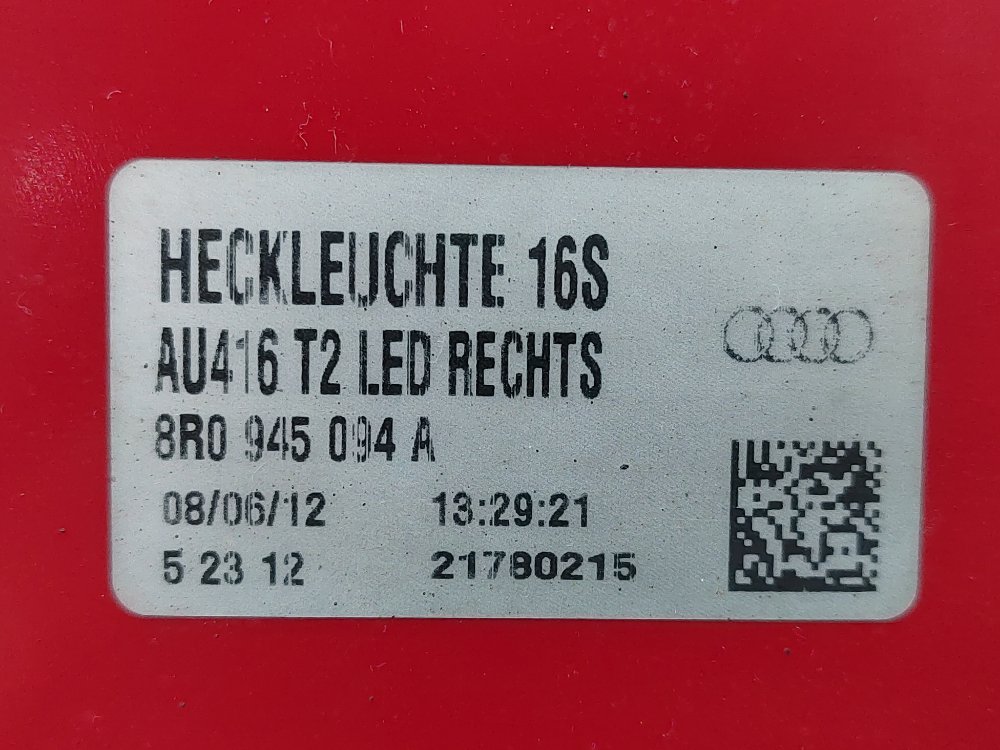 HECKLEUCHTE 16S
AU416 T2 LED RECHTS
8R0 945 094 A
08/06/12 13:29:21
5 23 12 21780215